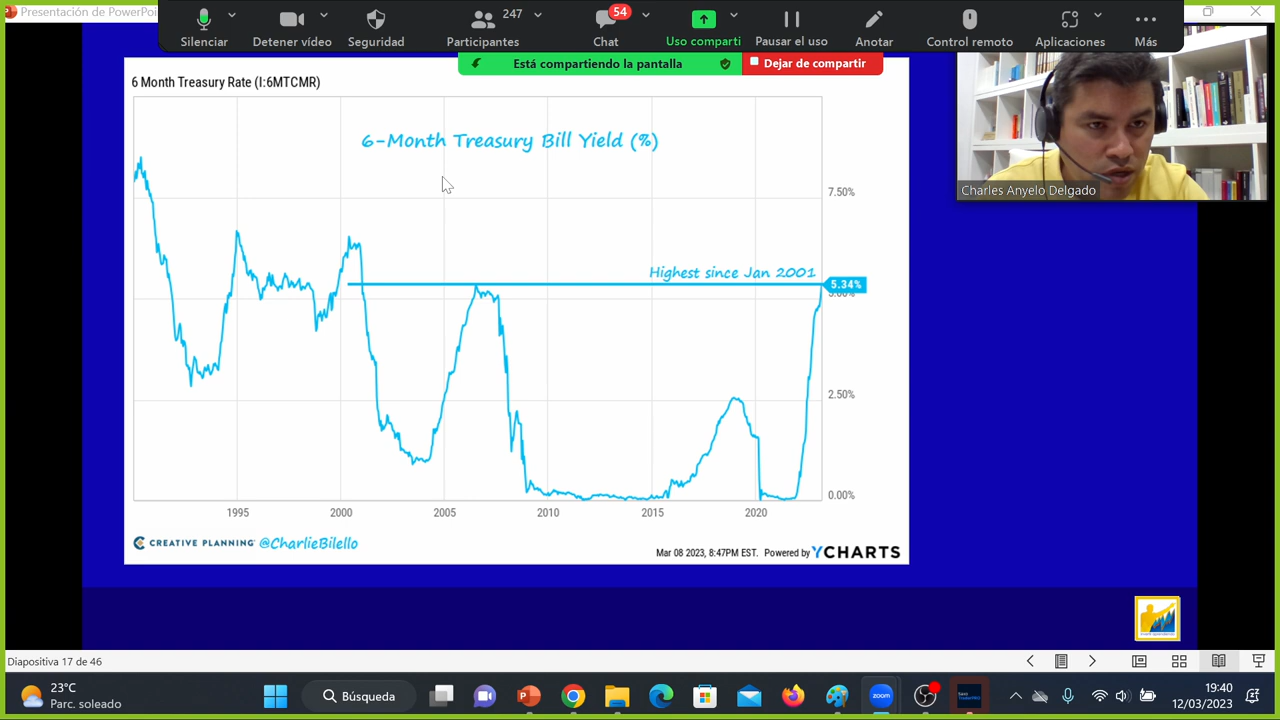 Presentación de PowerPoi
Silenciar
Detener vídeo
Seguridad
247
Participantes
54
Chat
Uso comparti
Pausar el uso
Anotar
Control remoto
Aplicaciones
Más
Está compartiendo la pantalla
Dejar de compartir
6 Month Treasury Rate (I:6MTCMR)
6-Month Treasury Bill Yield (%)
Charles Anyelo Delgado
7.50%
Highest since Jan 2001
5.34%
5.00%
2.50%
0.00%
1995 2000 2005 2010 2015 2020
CREATIVE PLANNING @CharlieBilello
Mar 08 2023, 8:47PM EST. Powered by YCHARTS
Diapositiva 17 de 46
23°C
Parc. soleado
Búsqueda
zoom
19:40
12/03/2023